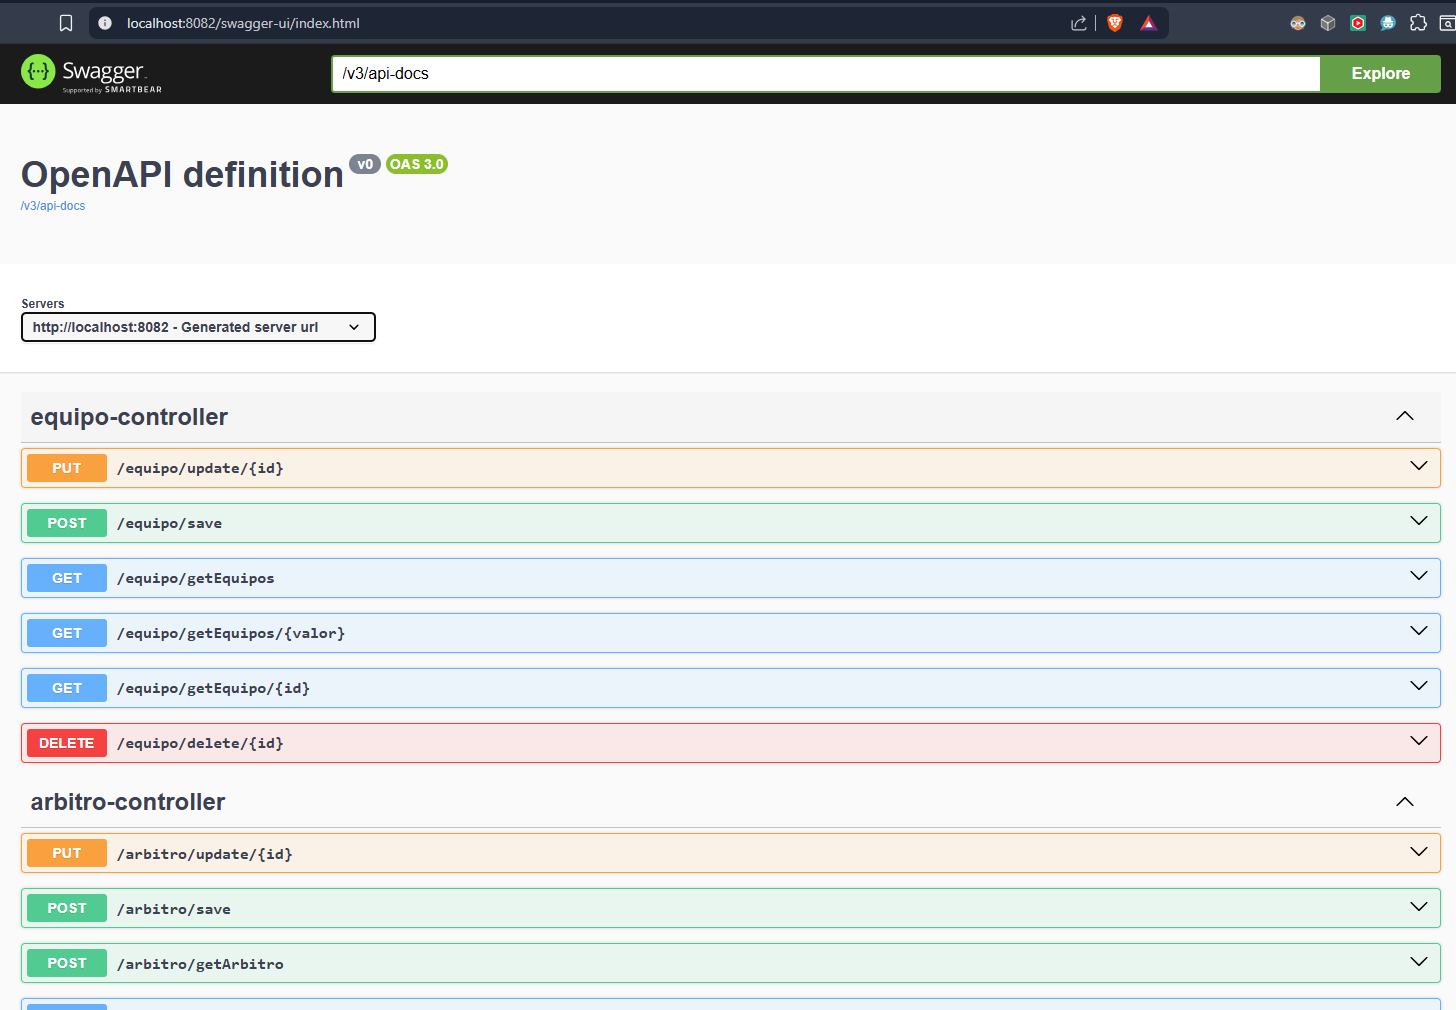 localhost:8082/swagger-ui/index.html
Swagger.
Supported by SMARTBEAR
/v3/api-docs
Explore
OpenAPI definition v0 OAS 3.0
/v3/api-docs
Servers
http://localhost:8082 - Generated server url
equipo-controller
PUT /equipo/update/{id}
POST /equipo/save
GET /equipo/getEquipos
GET /equipo/getEquipos/{valor}
GET /equipo/getEquipo/{id}
DELETE /equipo/delete/{id}
arbitro-controller
PUT /arbitro/update/{id}
POST /arbitro/save
POST /arbitro/getArbitro